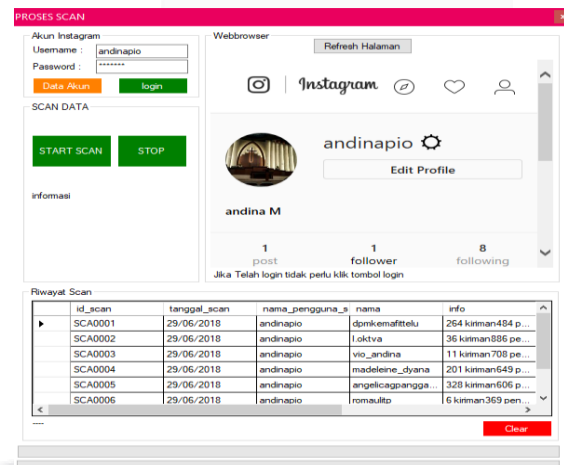 PROSES SCAN
Akun Instagram
Username : andinapio
Password : *******
Data Akun login
SCAN DATA
START SCAN STOP
informasi
Webbrowser
Refresh Halaman
Instagram
andinapio
Edit Profile
andina M
1 1 8
post follower following
Jika Telah login tidak perlu klik tombol login
Riwayat Scan
id_scan tanggal_scan nama_pengguna_s nama info
SCA0001 29/06/2018 andinapio dpmkemafittelu 264 kiriman484 p...
SCA0002 29/06/2018 andinapio l.oktva 36 kiriman886 pe...
SCA0003 29/06/2018 andinapio vio_andina 11 kiriman708 pe...
SCA0004 29/06/2018 andinapio madeleine_dyana 201 kiriman649 p...
SCA0005 29/06/2018 andinapio angelicagpangga... 328 kiriman606 p...
SCA0006 29/06/2018 andinapio romaulitp 6 kiriman369 pen...
----
Clear